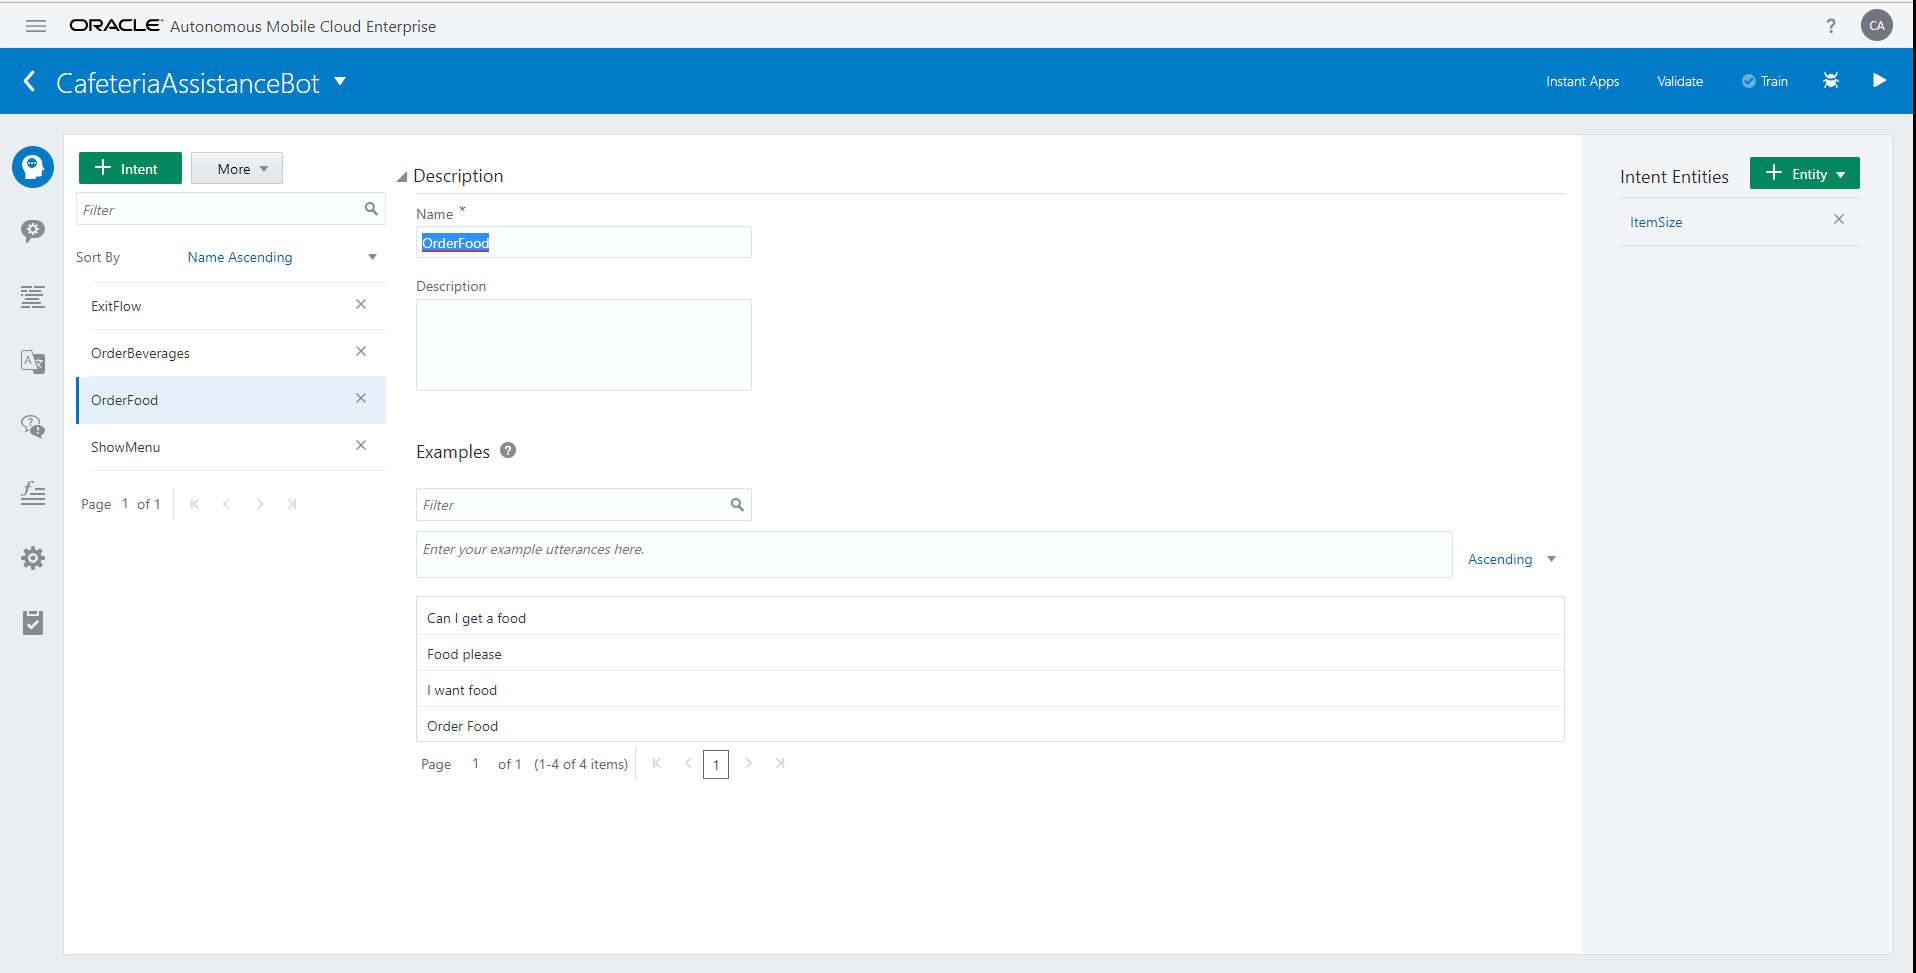 ORACLE Autonomous Mobile Cloud Enterprise ? CA
CafeteriaAssistanceBot Instant Apps Validate Train
Intent More
Filter
Sort By Name Ascending
ExitFlow
OrderBeverages
OrderFood
ShowMenu
Page 1 of 1
Description
Name *
OrderFood
Description
Examples ?
Filter
Enter your example utterances here.
Ascending
Can I get a food
Food please
I want food
Order Food
Page 1 of 1 (1-4 of 4 items) 1
Intent Entities Entity
ItemSize